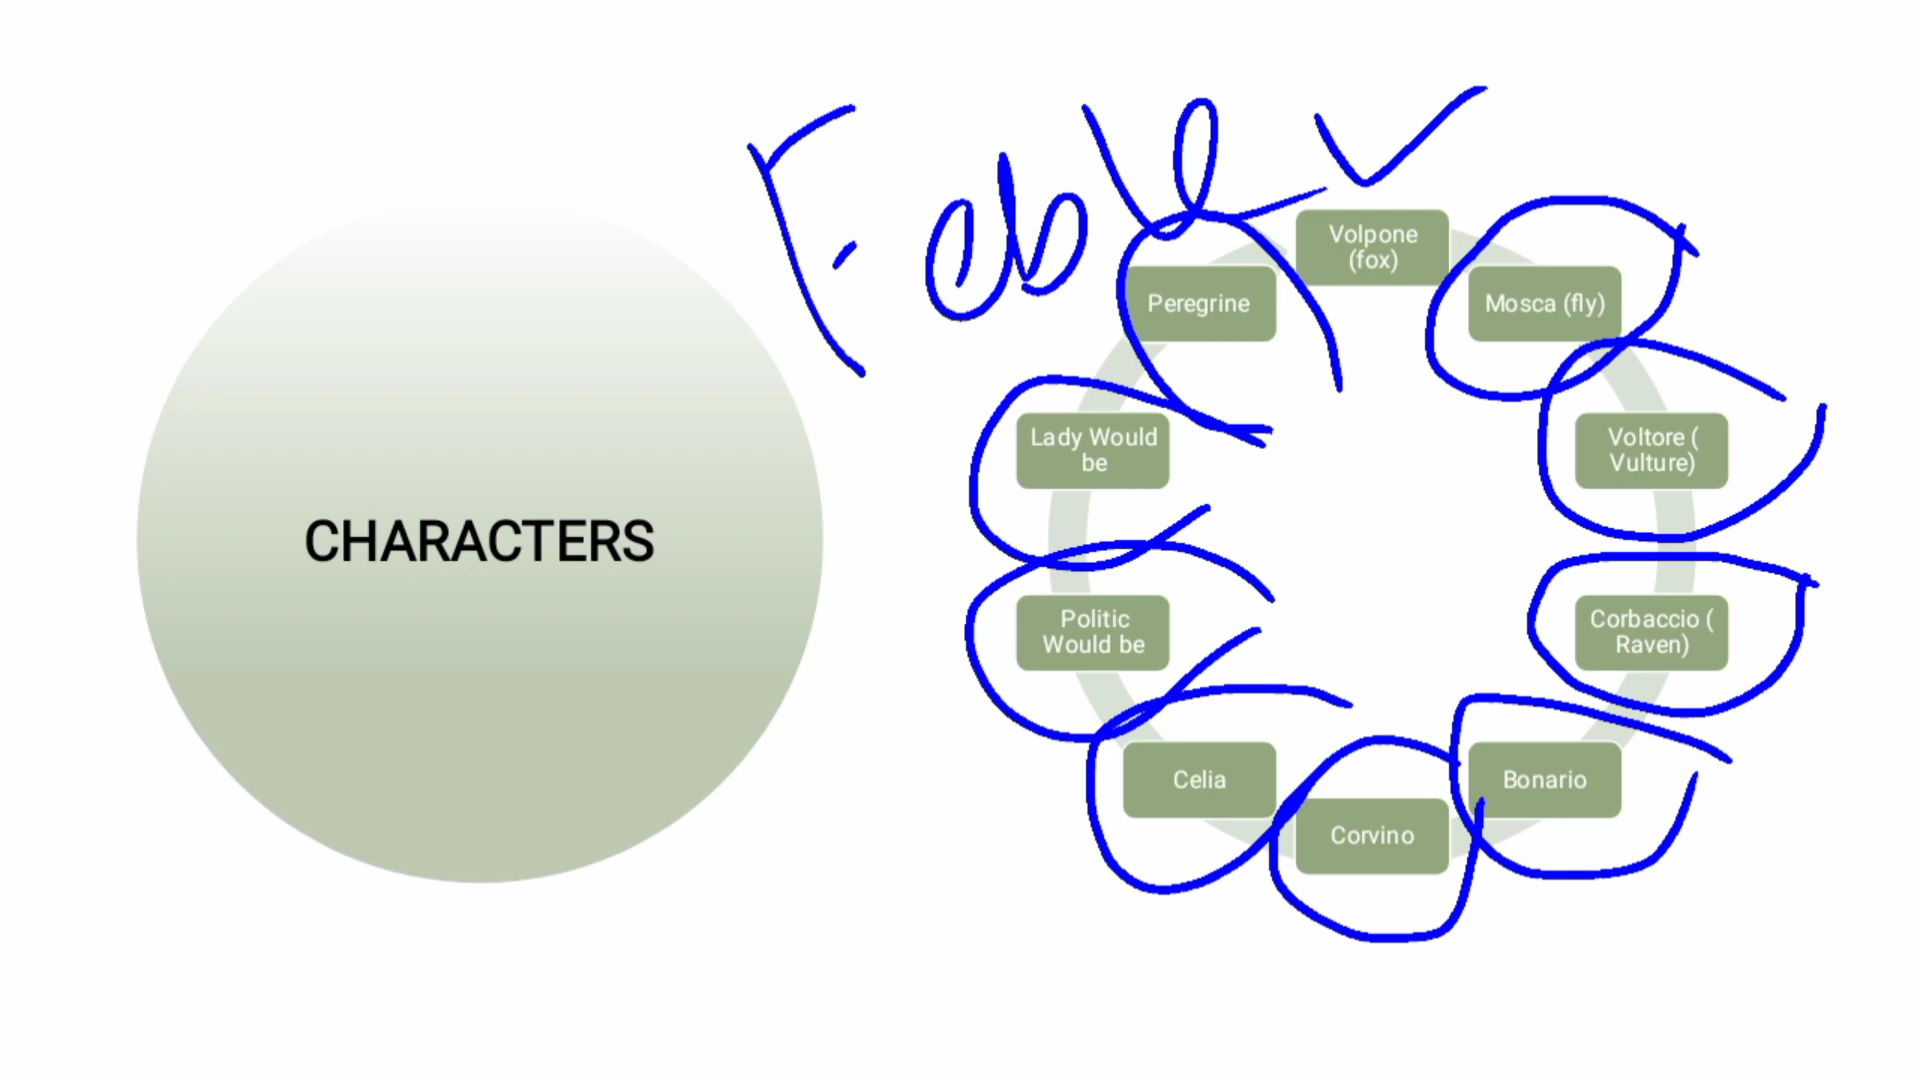 Fable
Volpone
(fox)
Peregrine
Mosca (fly)
Lady Would
be
Voltore (
Vulture)
CHARACTERS
Politic
Would be
Corbaccio (
Raven)
Celia
Bonario
Corvino